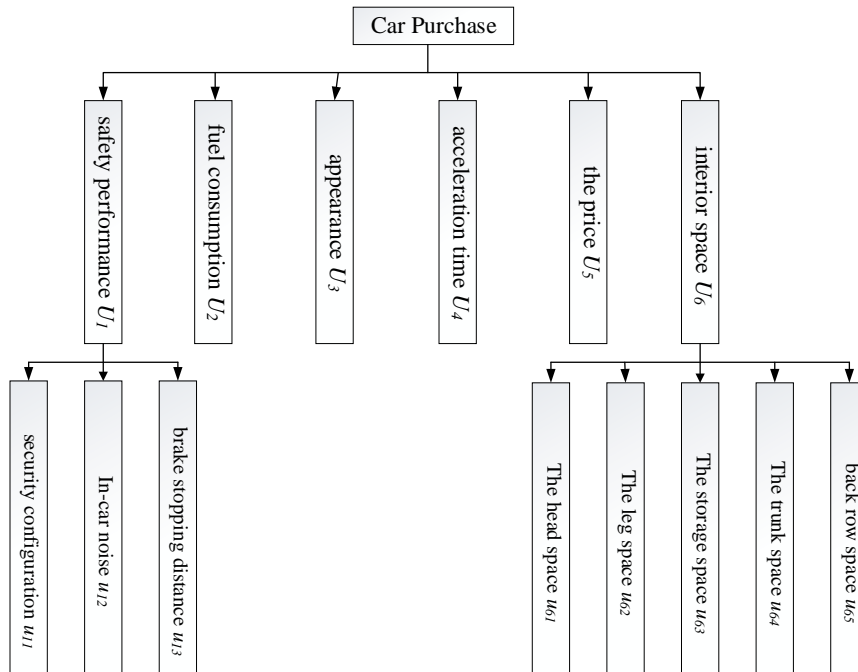 Car Purchase
safety performance U1
fuel consumption U2
appearance U3
acceleration time U4
the price U5
interior space U6
security configuration u11
In-car noise u12
brake stopping distance u13
The head space u61
The leg space u62
The storage space u63
The trunk space u64
back row space u65